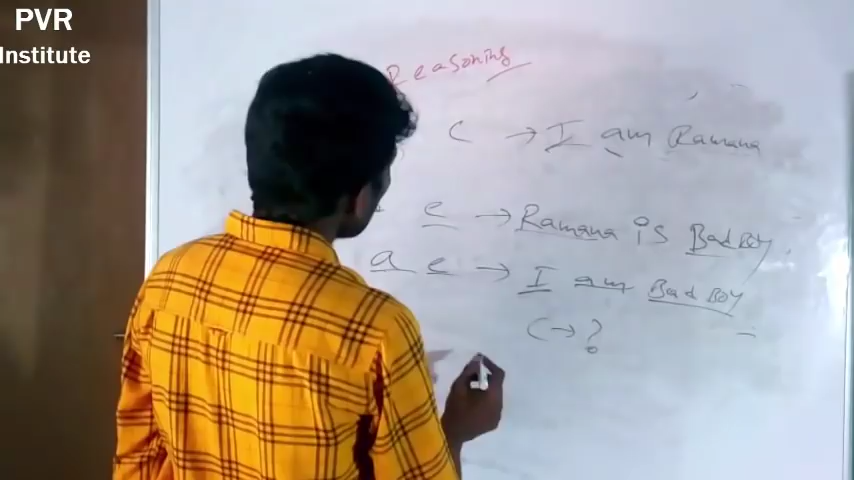 PVR
Institute
Reasoning
c → I am Ramana
e → Ramana is Bad Boy.
a e → I am Bad Boy
C → ?